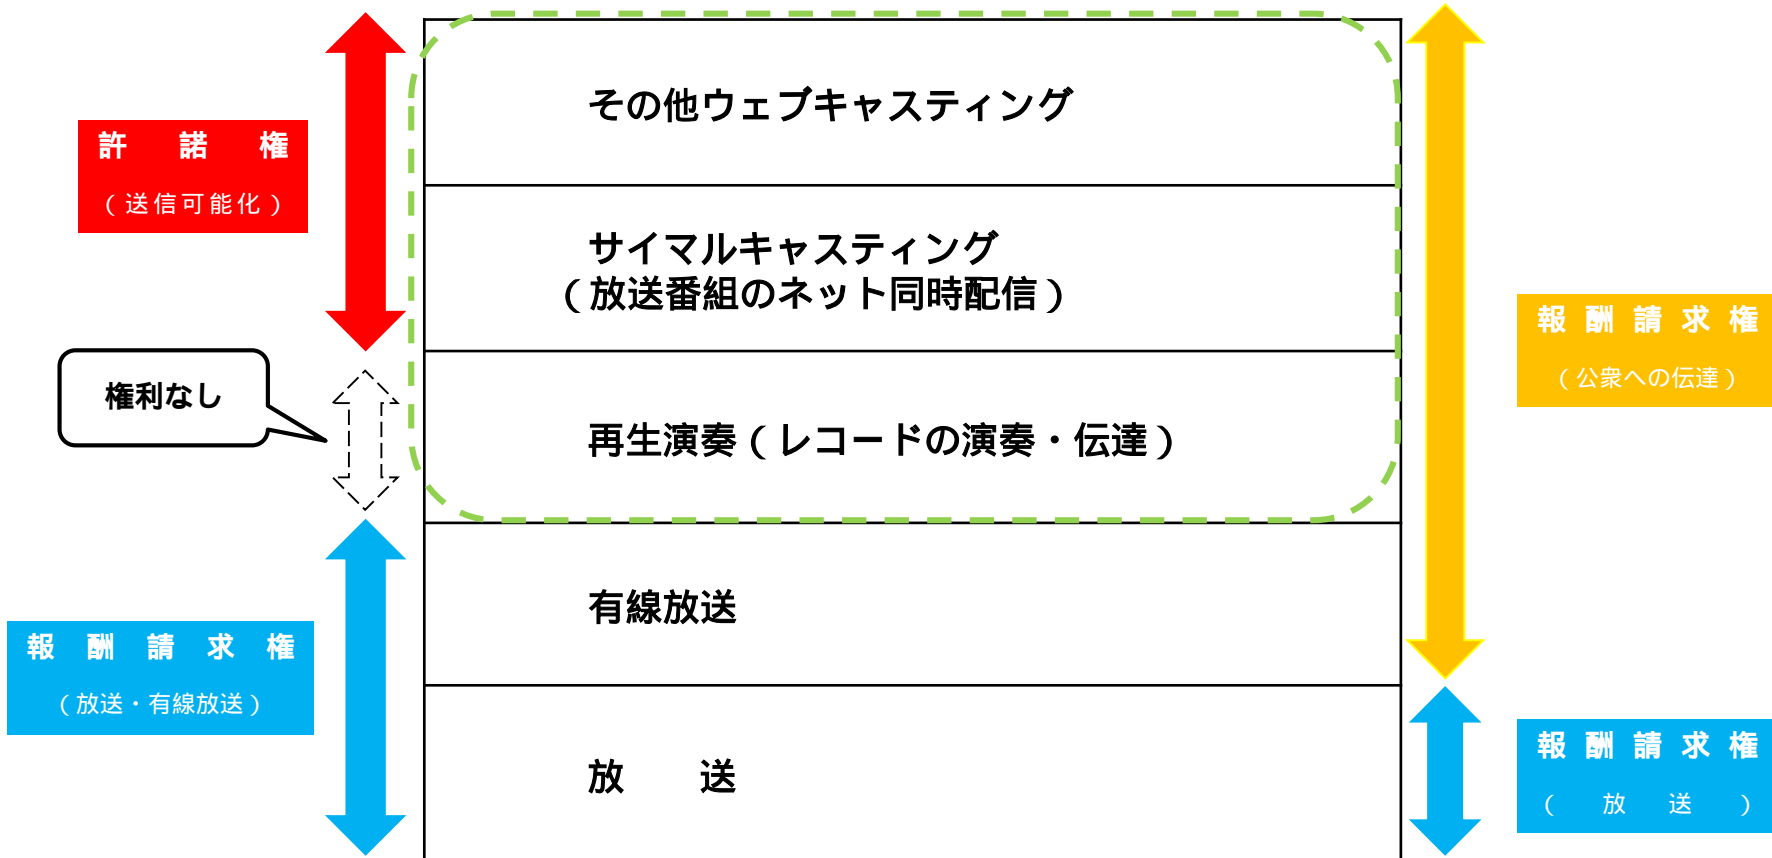 許諾権
（送信可能化）
権利なし
報酬請求権
（放送・有線放送）
その他ウェブキャスティング
サイマルキャスティング
（放送番組のネット同時配信）
再生演奏（レコードの演奏・伝達）
有線放送
放送
報酬請求権
（公衆への伝達）
報酬請求権
（放送）